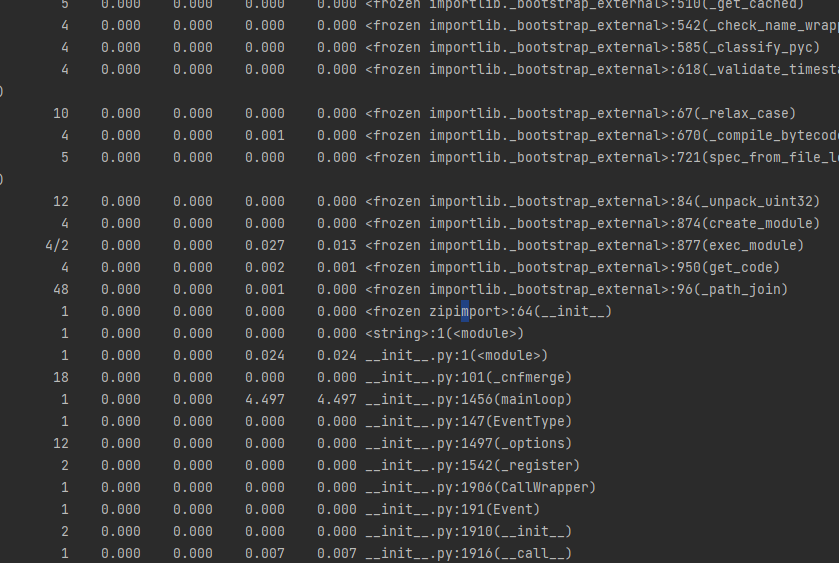 5 0.000 0.000 0.000 0.000 <frozen importlib._bootstrap_external>:510(_get_cached)
4 0.000 0.000 0.000 0.000 <frozen importlib._bootstrap_external>:542(_check_name_wrapp
4 0.000 0.000 0.000 0.000 <frozen importlib._bootstrap_external>:585(_classify_pyc)
4 0.000 0.000 0.000 0.000 <frozen importlib._bootstrap_external>:618(_validate_timesta
)
10 0.000 0.000 0.000 0.000 <frozen importlib._bootstrap_external>:67(_relax_case)
4 0.000 0.000 0.001 0.000 <frozen importlib._bootstrap_external>:670(_compile_bytecode
5 0.000 0.000 0.000 0.000 <frozen importlib._bootstrap_external>:721(spec_from_file_lo
)
12 0.000 0.000 0.000 0.000 <frozen importlib._bootstrap_external>:84(_unpack_uint32)
4 0.000 0.000 0.000 0.000 <frozen importlib._bootstrap_external>:874(create_module)
4/2 0.000 0.000 0.027 0.013 <frozen importlib._bootstrap_external>:877(exec_module)
4 0.000 0.000 0.002 0.001 <frozen importlib._bootstrap_external>:950(get_code)
48 0.000 0.000 0.001 0.000 <frozen importlib._bootstrap_external>:96(_path_join)
1 0.000 0.000 0.000 0.000 <frozen zipimport>:64(__init__)
1 0.000 0.000 0.000 0.000 <string>:1(<module>)
1 0.000 0.000 0.024 0.024 __init__.py:1(<module>)
18 0.000 0.000 0.000 0.000 __init__.py:101(_cnfmerge)
1 0.000 0.000 4.497 4.497 __init__.py:1456(mainloop)
1 0.000 0.000 0.000 0.000 __init__.py:147(EventType)
12 0.000 0.000 0.000 0.000 __init__.py:1497(_options)
2 0.000 0.000 0.000 0.000 __init__.py:1542(_register)
1 0.000 0.000 0.000 0.000 __init__.py:1906(CallWrapper)
1 0.000 0.000 0.000 0.000 __init__.py:191(Event)
2 0.000 0.000 0.000 0.000 __init__.py:1910(__init__)
1 0.000 0.000 0.007 0.007 __init__.py:1916(__call__)